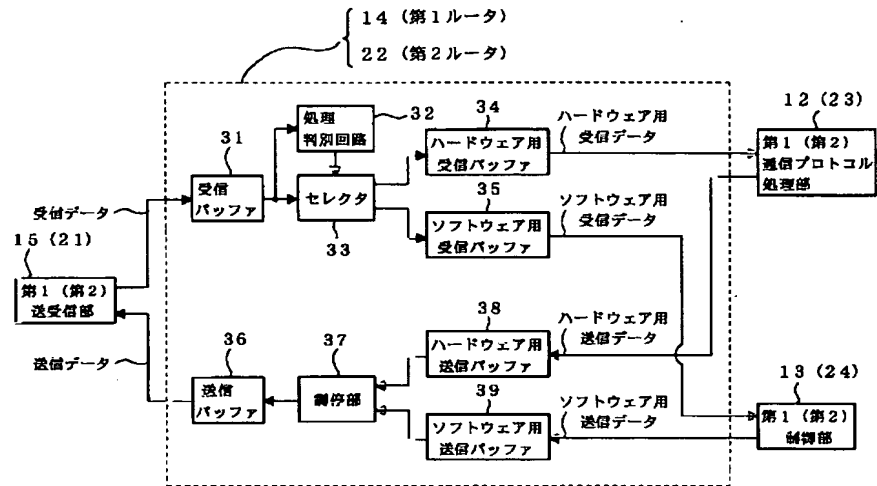 14（第1ルータ）
22（第2ルータ）
31
受信
バッファ
処理
判別回路
32
セレクタ
33
34
ハードウェア用
受信バッファ
ハードウェア用
受信データ
12（23）
第1（第2）
通信プロトコル
処理部
35
ソフトウェア用
受信バッファ
ソフトウェア用
受信データ
受信データ
15（21）
第1（第2）
送受信部
送信データ
36
送信
バッファ
37
調停部
38
ハードウェア用
送信バッファ
ハードウェア用
送信データ
39
ソフトウェア用
送信バッファ
ソフトウェア用
送信データ
13（24）
第1（第2）
制御部